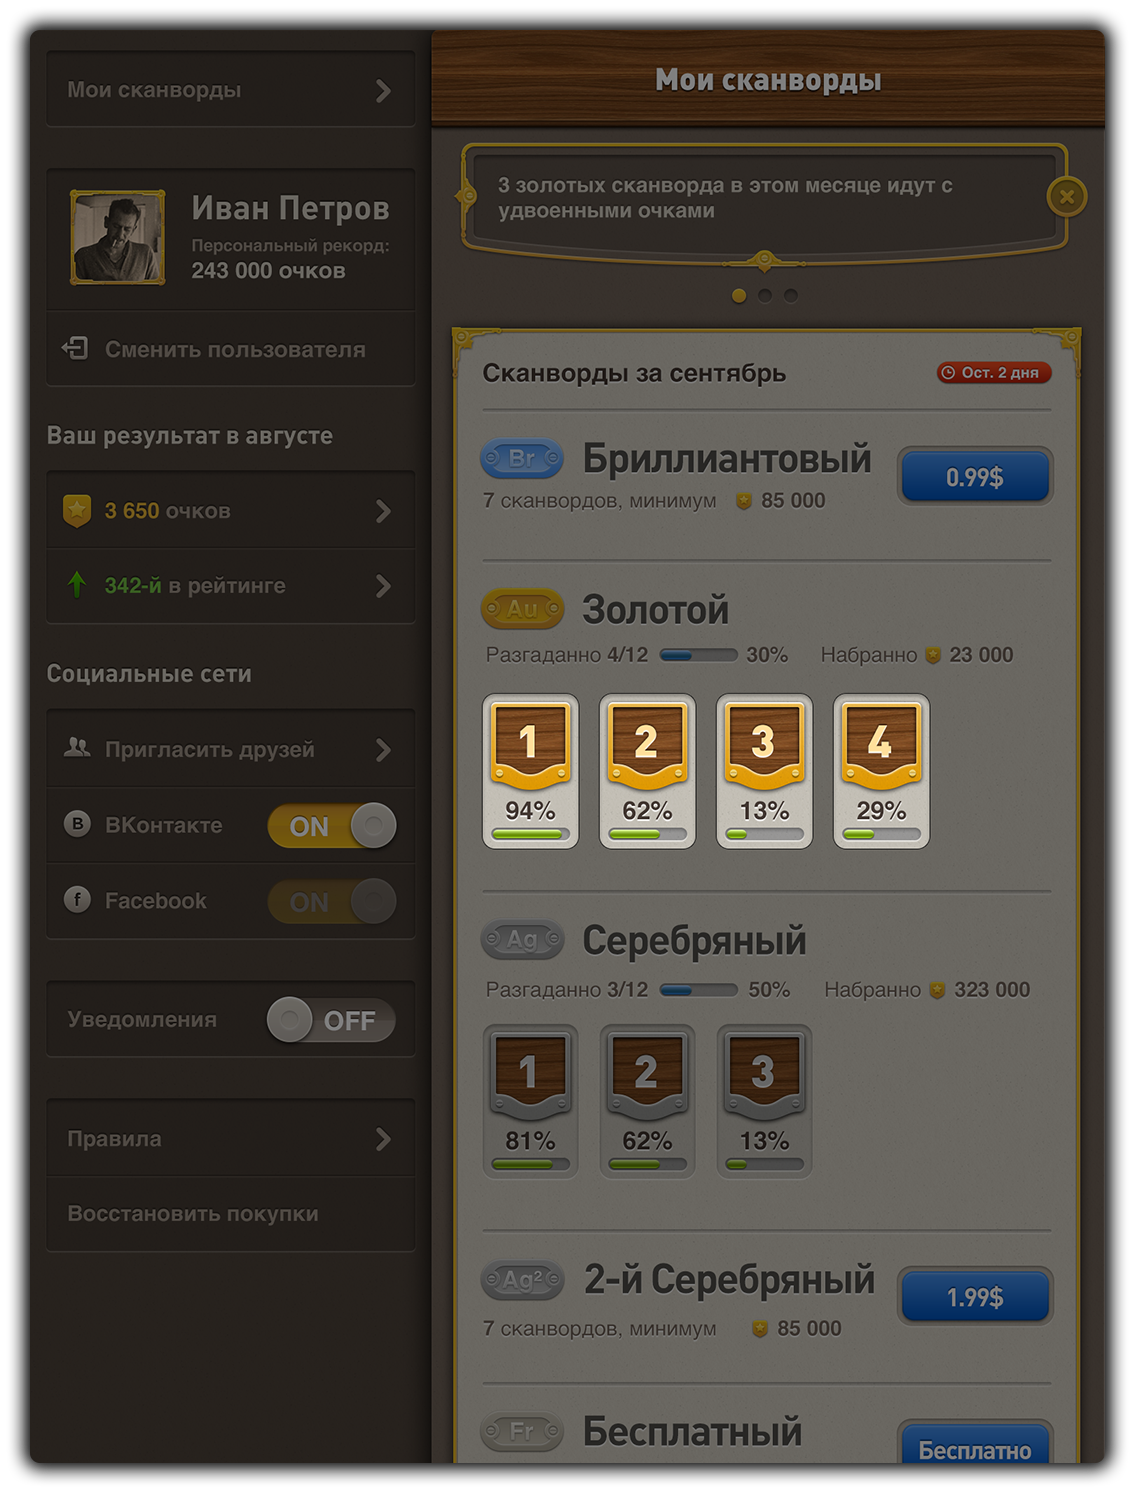 Мои сканворды
Иван Петров
Персональный рекорд:
243 000 очков
Сменить пользователя
Ваш результат в августе
3 650 очков
342-й в рейтинге
Социальные сети
Пригласить друзей
В ВКонтакте ON
f Facebook ON
Уведомления OFF
Правила
Восстановить покупки
Мои сканворды
3 золотых сканворда в этом месяце идут с
удвоенными очками
Сканворды за сентябрь Ост. 2 дня
Br Бриллиантовый 0.99$
7 сканвордов, минимум 85 000
Au Золотой
Разгаданно 4/12 30% Набранно 23 000
1 2 3 4
94% 62% 13% 29%
Ag Серебряный
Разгаданно 3/12 50% Набранно 323 000
1 2 3
81% 62% 13%
Ag² 2-й Серебряный 1.99$
7 сканвордов, минимум 85 000
Fr Бесплатный Бесплатно